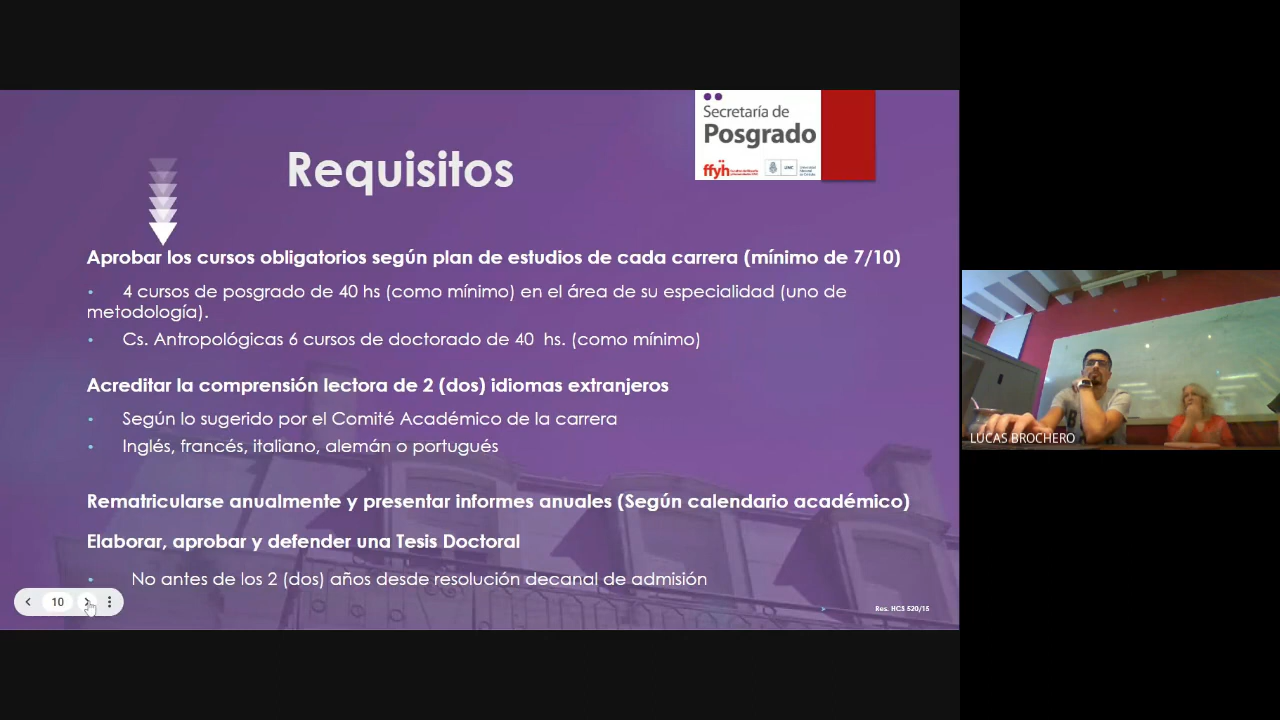 Secretaría de
Posgrado
ffyh
UNC
Requisitos
Aprobar los cursos obligatorios según plan de estudios de cada carrera (mínimo de 7/10)
• 4 cursos de posgrado de 40 hs (como mínimo) en el área de su especialidad (uno de
metodología).
• Cs. Antropológicas 6 cursos de doctorado de 40 hs. (como mínimo)
Acreditar la comprensión lectora de 2 (dos) idiomas extranjeros
• Según lo sugerido por el Comité Académico de la carrera
• Inglés, francés, italiano, alemán o portugués
Rematricularse anualmente y presentar informes anuales (Según calendario académico)
Elaborar, aprobar y defender una Tesis Doctoral
• No antes de los 2 (dos) años desde resolución decanal de admisión
10
Res. HCS 520/15
LUCAS BROCHERO